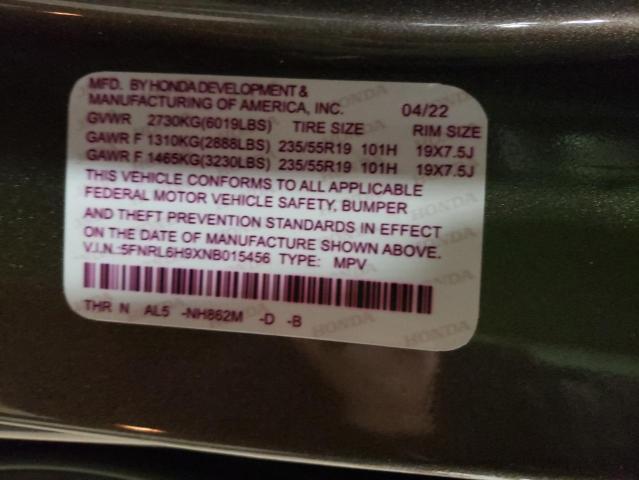 MFD. BY HONDA DEVELOPMENT &
MANUFACTURING OF AMERICA, INC. 04/22
GVWR 2730KG(6019LBS) TIRE SIZE RIM SIZE
GAWR F 1310KG(2888LBS) 235/55R19 101H 19X7.5J
GAWR F 1465KG(3230LBS) 235/55R19 101H 19X7.5J
THIS VEHICLE CONFORMS TO ALL APPLICABLE
FEDERAL MOTOR VEHICLE SAFETY, BUMPER
AND THEFT PREVENTION STANDARDS IN EFFECT
ON THE DATE OF MANUFACTURE SHOWN ABOVE.
V.I.N.:5FNRL6H9XNB015456 TYPE: MPV
THR N AL5 -NH862M -D -B